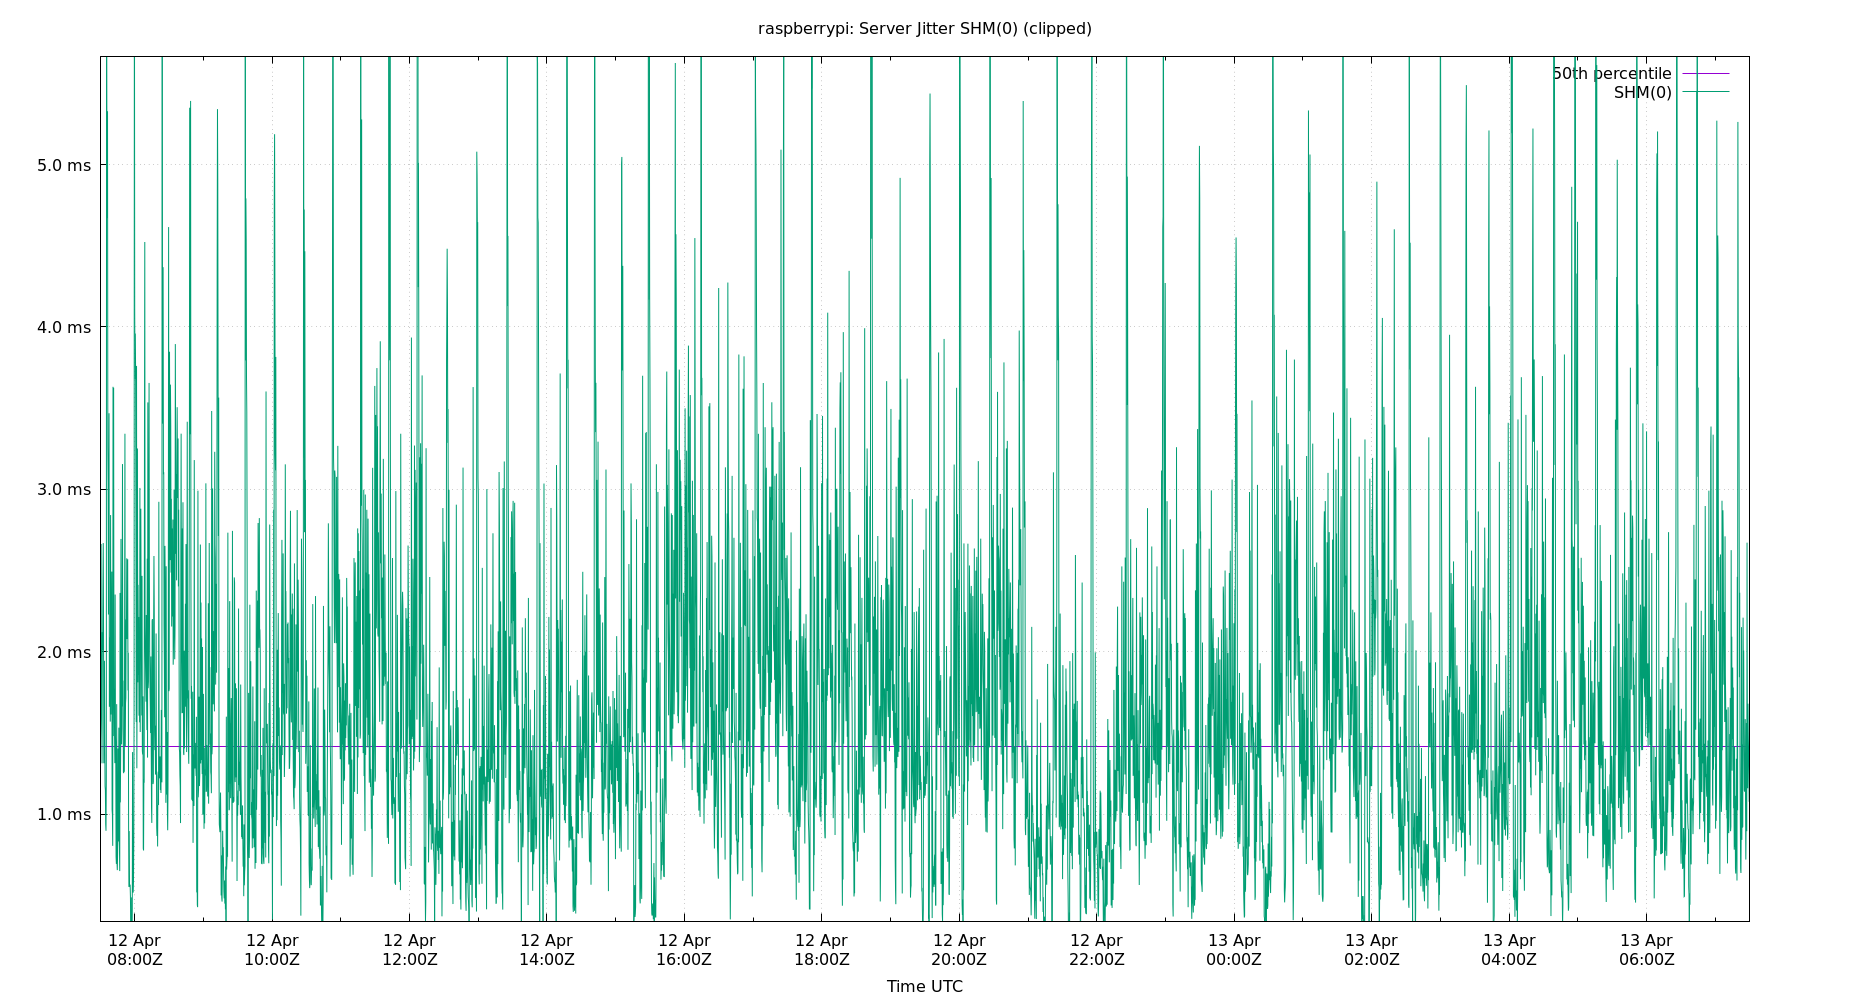 raspberrypi: Server Jitter SHM(0) (clipped)
50th percentile
SHM(0)
5.0 ms
4.0 ms
3.0 ms
2.0 ms
1.0 ms
12 Apr 12 Apr 12 Apr 12 Apr 12 Apr 12 Apr 12 Apr 12 Apr 13 Apr 13 Apr 13 Apr 13 Apr
08:00Z 10:00Z 12:00Z 14:00Z 16:00Z 18:00Z 20:00Z 22:00Z 00:00Z 02:00Z 04:00Z 06:00Z
Time UTC